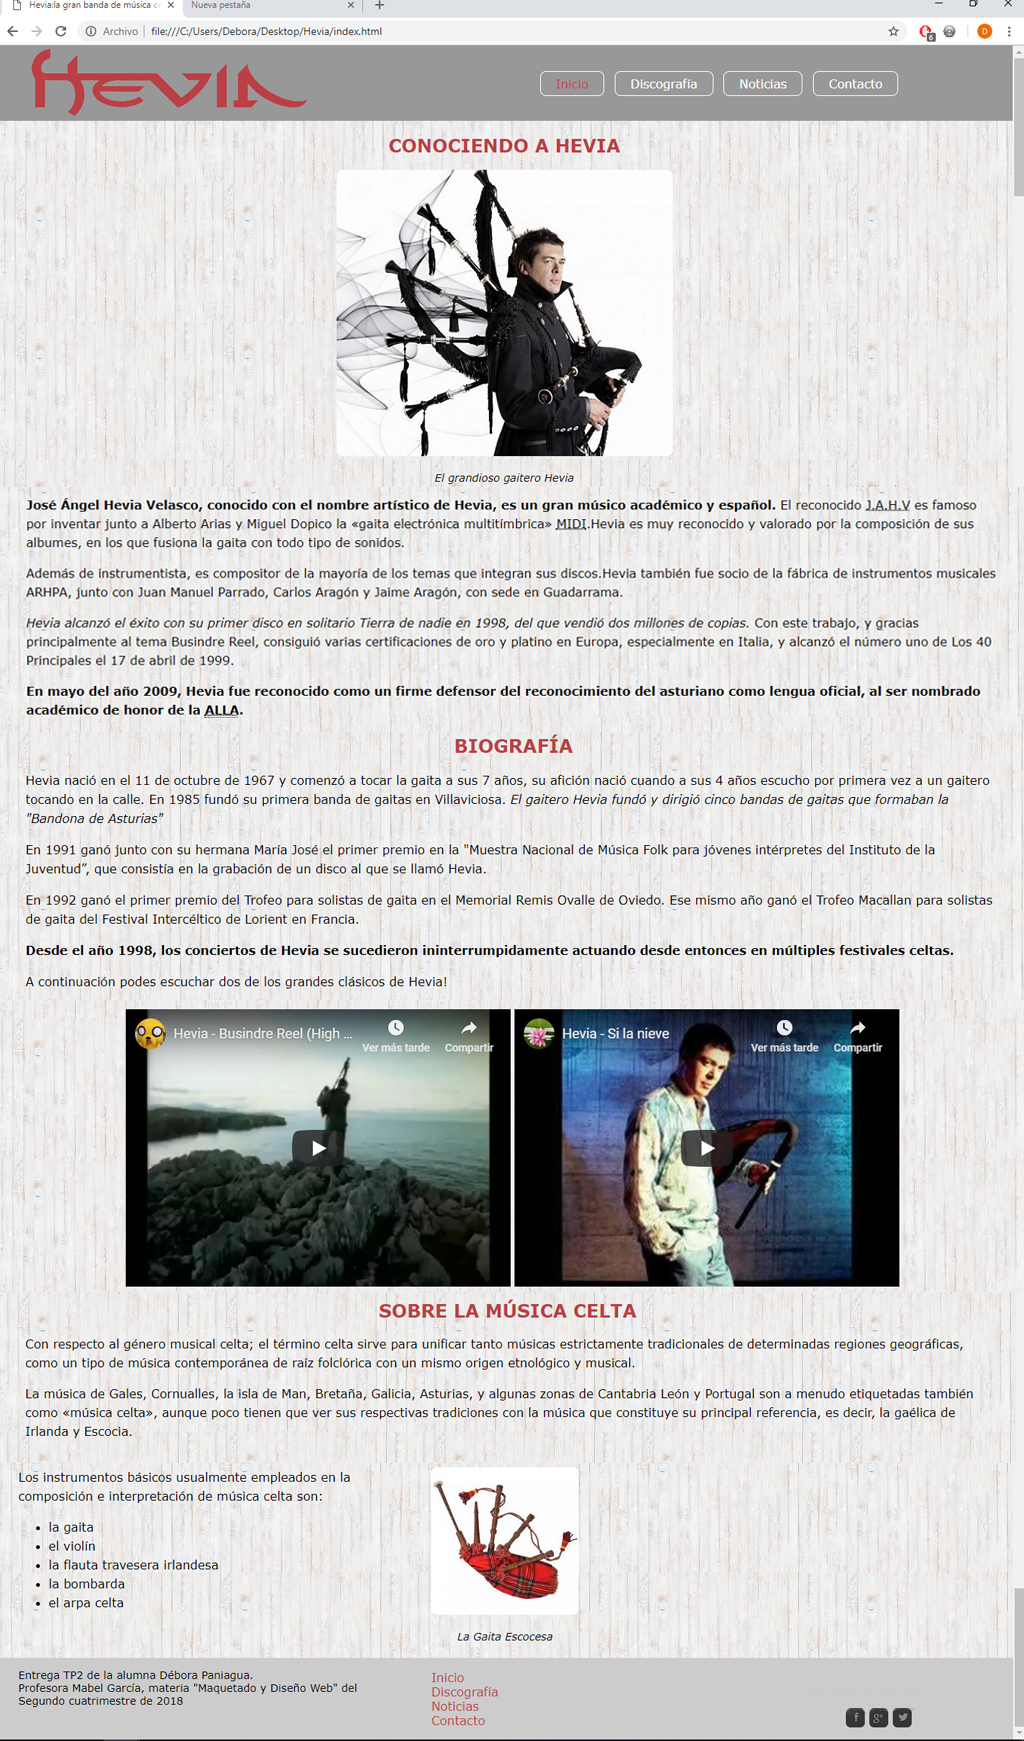 Hevia:la gran banda de música ce
Nueva pestaña
Archivo
file:///C:/Users/Debora/Desktop/Hevia/index.html
6
D
HEVIA
Inicio
Discografía
Noticias
Contacto
CONOCIENDO A HEVIA
El grandioso gaitero Hevia
José Ángel Hevia Velasco, conocido con el nombre artístico de Hevia, es un gran músico académico y español. El reconocido J.A.H.V es famoso
por inventar junto a Alberto Arias y Miguel Dopico la «gaita electrónica multitímbrica» MIDI.Hevia es muy reconocido y valorado por la composición de sus
albumes, en los que fusiona la gaita con todo tipo de sonidos.
Además de instrumentista, es compositor de la mayoría de los temas que integran sus discos.Hevia también fue socio de la fábrica de instrumentos musicales
ARHPA, junto con Juan Manuel Parrado, Carlos Aragón y Jaime Aragón, con sede en Guadarrama.
Hevia alcanzó el éxito con su primer disco en solitario Tierra de nadie en 1998, del que vendió dos millones de copias. Con este trabajo, y gracias
principalmente al tema Busindre Reel, consiguió varias certificaciones de oro y platino en Europa, especialmente en Italia, y alcanzó el número uno de Los 40
Principales el 17 de abril de 1999.
En mayo del año 2009, Hevia fue reconocido como un firme defensor del reconocimiento del asturiano como lengua oficial, al ser nombrado
académico de honor de la ALLA.
BIOGRAFÍA
Hevia nació en el 11 de octubre de 1967 y comenzó a tocar la gaita a sus 7 años, su afición nació cuando a sus 4 años escucho por primera vez a un gaitero
tocando en la calle. En 1985 fundó su primera banda de gaitas en Villaviciosa. El gaitero Hevia fundó y dirigió cinco bandas de gaitas que formaban la
"Bandona de Asturias"
En 1991 ganó junto con su hermana María José el primer premio en la "Muestra Nacional de Música Folk para jóvenes intérpretes del Instituto de la
Juventud”, que consistía en la grabación de un disco al que se llamó Hevia.
En 1992 ganó el primer premio del Trofeo para solistas de gaita en el Memorial Remis Ovalle de Oviedo. Ese mismo año ganó el Trofeo Macallan para solistas
de gaita del Festival Intercéltico de Lorient en Francia.
Desde el año 1998, los conciertos de Hevia se sucedieron ininterrumpidamente actuando desde entonces en múltiples festivales celtas.
A continuación podes escuchar dos de los grandes clásicos de Hevia!
Hevia - Busindre Reel (High ...
Ver más tarde
Compartir
Hevia - Si la nieve
Ver más tarde
Compartir
SOBRE LA MÚSICA CELTA
Con respecto al género musical celta; el término celta sirve para unificar tanto músicas estrictamente tradicionales de determinadas regiones geográficas,
como un tipo de música contemporánea de raíz folclórica con un mismo origen etnológico y musical.
La música de Gales, Cornualles, la isla de Man, Bretaña, Galicia, Asturias, y algunas zonas de Cantabria León y Portugal son a menudo etiquetadas también
como «música celta», aunque poco tienen que ver sus respectivas tradiciones con la música que constituye su principal referencia, es decir, la gaélica de
Irlanda y Escocia.
Los instrumentos básicos usualmente empleados en la
composición e interpretación de música celta son:
la gaita
el violín
la flauta travesera irlandesa
la bombarda
el arpa celta
La Gaita Escocesa
Entrega TP2 de la alumna Débora Paniagua.
Profesora Mabel García, materia "Maquetado y Diseño Web" del
Segundo cuatrimestre de 2018
Inicio
Discografía
Noticias
Contacto